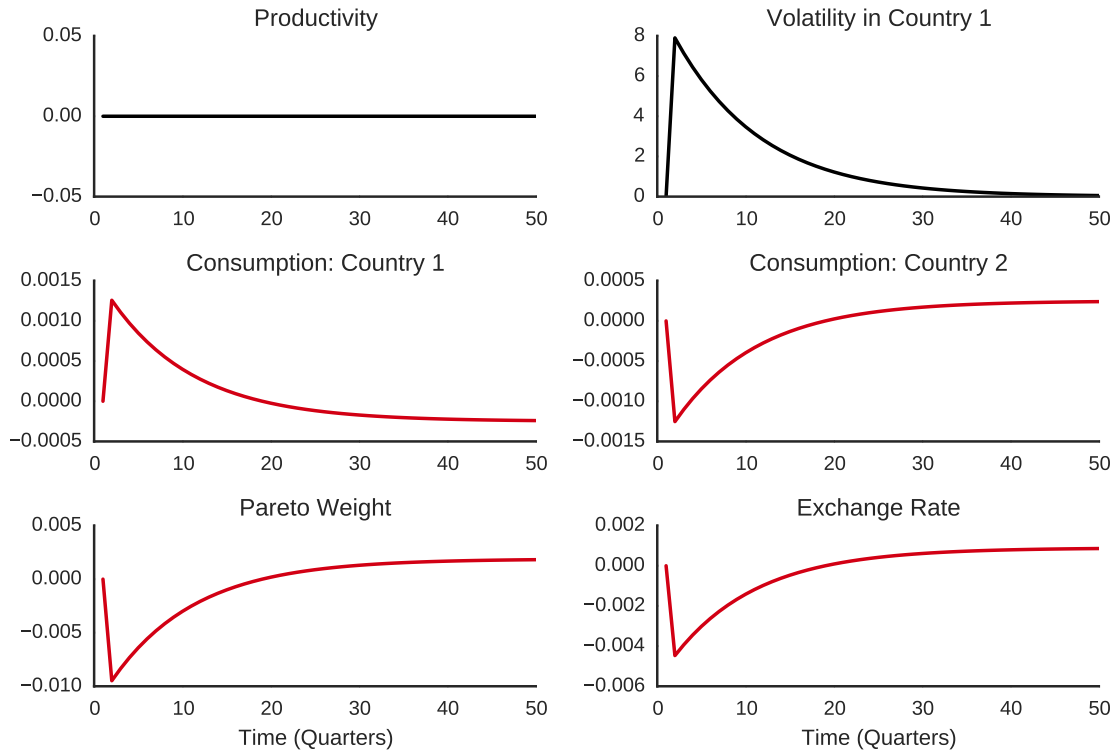 Productivity
0.05
0.00
−0.05
0 10 20 30 40 50
Volatility in Country 1
8
6
4
2
0
0 10 20 30 40 50
Consumption: Country 1
0.0015
0.0010
0.0005
0.0000
−0.0005
0 10 20 30 40 50
Consumption: Country 2
0.0005
0.0000
−0.0005
−0.0010
−0.0015
0 10 20 30 40 50
Pareto Weight
0.005
0.000
−0.005
−0.010
0 10 20 30 40 50
Time (Quarters)
Exchange Rate
0.002
0.000
−0.002
−0.004
−0.006
0 10 20 30 40 50
Time (Quarters)